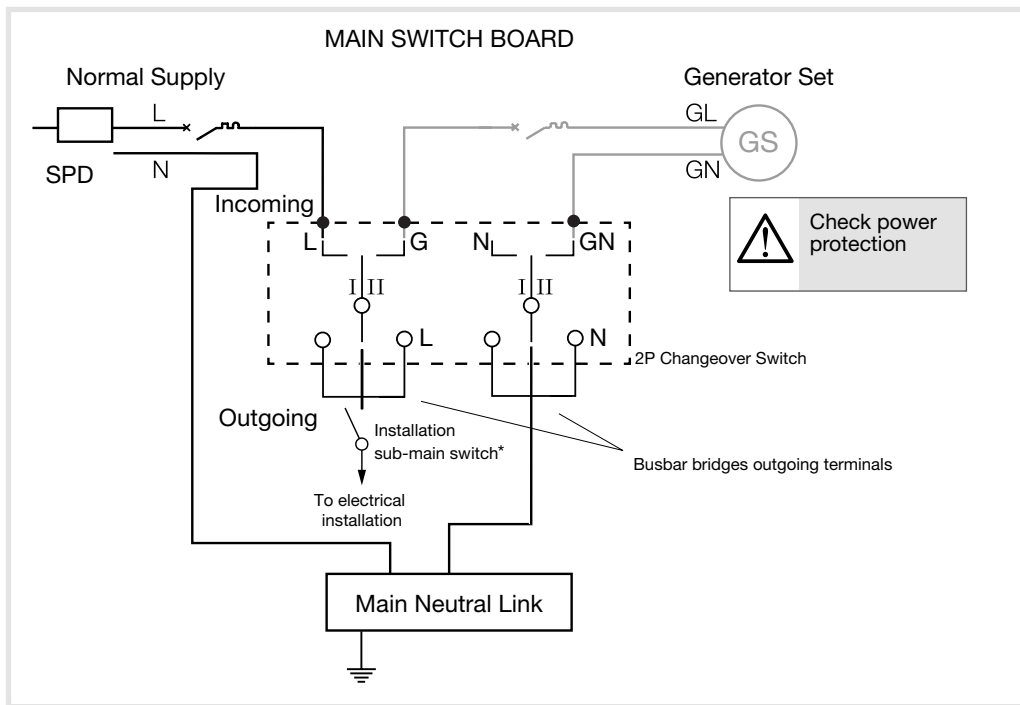 MAIN SWITCH BOARD
Normal Supply
Generator Set
L
GL
GS
SPD
N
GN
Incoming
Check power
protection
L
G
N
GN
I II
I II
L
N
2P Changeover Switch
Outgoing
Installation
sub-main switch*
Busbar bridges outgoing terminals
To electrical
installation
Main Neutral Link